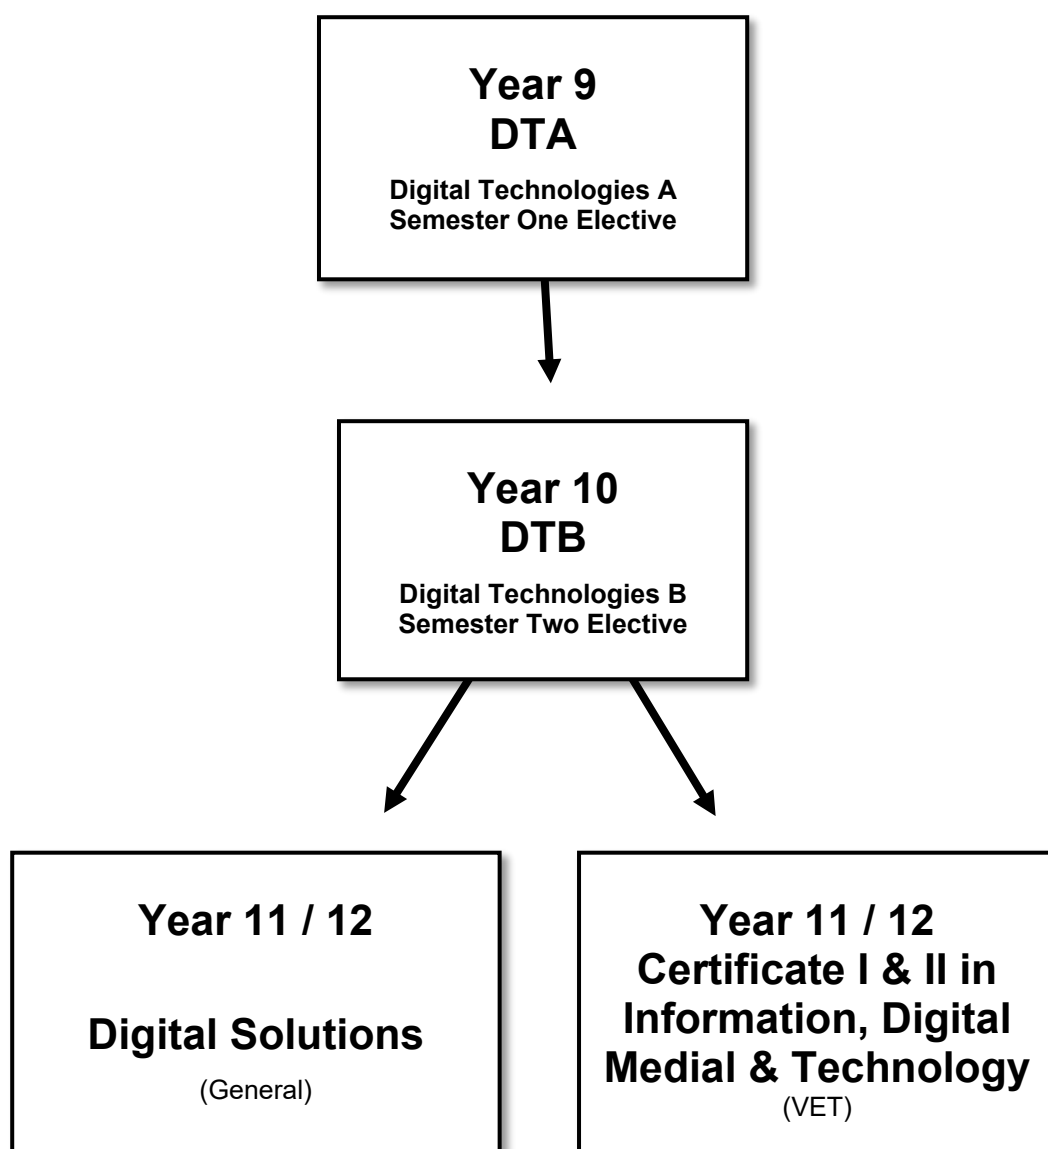 Year 9
DTA
Digital Technologies A
Semester One Elective
Year 10
DTB
Digital Technologies B
Semester Two Elective
Year 11 / 12
Digital Solutions
(General)
Year 11 / 12
Certificate I & II in
Information, Digital
Medial & Technology
(VET)